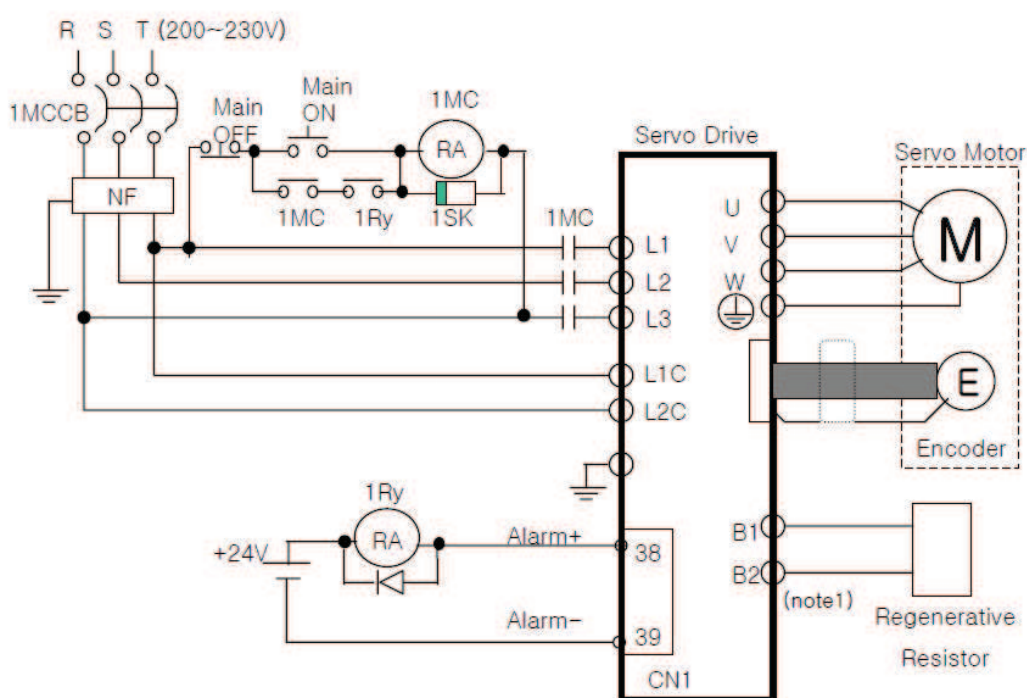 R S T (200~230V)
1MCCB
Main
OFF
Main
ON
1MC
RA
1MC
1Ry
1SK
NF
1MC
Servo Drive
L1
L2
L3
L1C
L2C
U
V
W
Servo Motor
M
E
Encoder
1Ry
RA
+24V
Alarm+
38
Alarm-
39
CN1
B1
B2
(note1)
Regenerative
Resistor